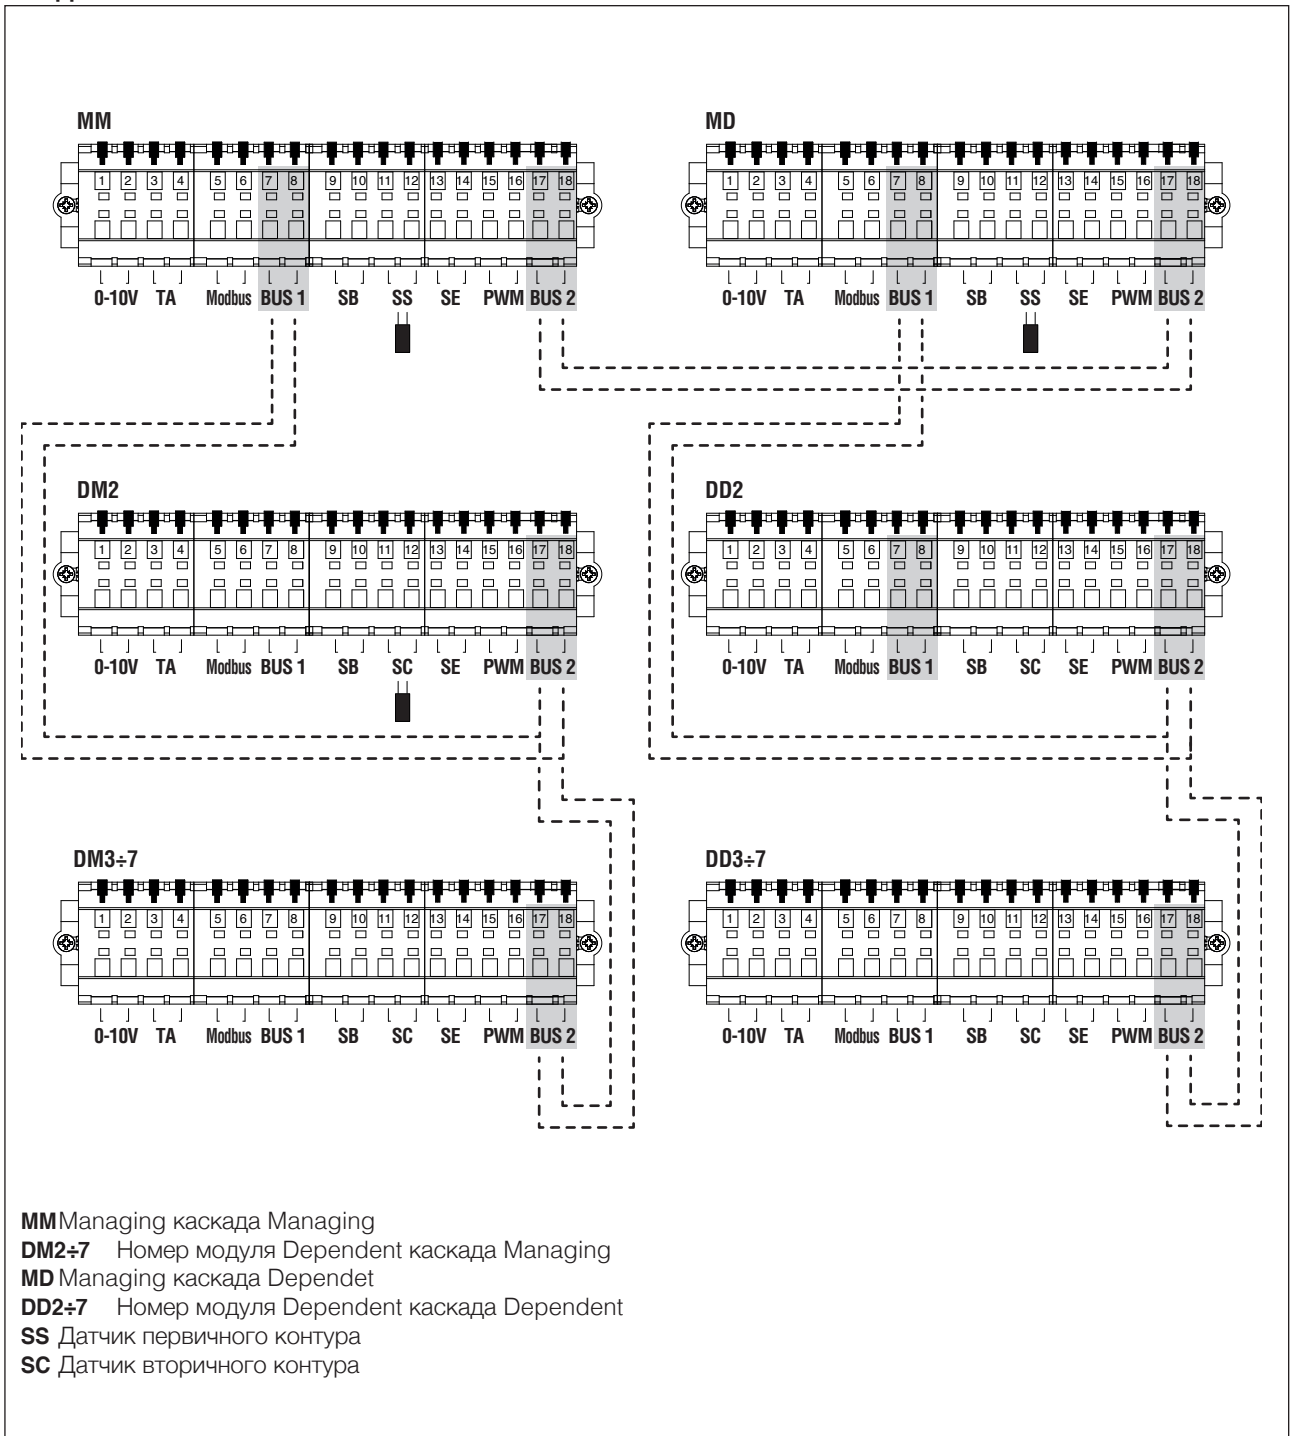 MM MD
1 2 3 4 5 6 7 8 9 10 11 12 13 14 15 16 17 18 1 2 3 4 5 6 7 8 9 10 11 12 13 14 15 16 17 18
0-10V TA Modbus BUS 1 SB SS SE PWM BUS 2 0-10V TA Modbus BUS 1 SB SS SE PWM BUS 2
DM2 DD2
1 2 3 4 5 6 7 8 9 10 11 12 13 14 15 16 17 18 1 2 3 4 5 6 7 8 9 10 11 12 13 14 15 16 17 18
0-10V TA Modbus BUS 1 SB SC SE PWM BUS 2 0-10V TA Modbus BUS 1 SB SC SE PWM BUS 2
DM3÷7 DD3÷7
1 2 3 4 5 6 7 8 9 10 11 12 13 14 15 16 17 18 1 2 3 4 5 6 7 8 9 10 11 12 13 14 15 16 17 18
0-10V TA Modbus BUS 1 SB SC SE PWM BUS 2 0-10V TA Modbus BUS 1 SB SC SE PWM BUS 2
MM Managing каскада Managing
DM2÷7 Номер модуля Dependent каскада Managing
MD Managing каскада Dependet
DD2÷7 Номер модуля Dependent каскада Dependent
SS Датчик первичного контура
SC Датчик вторичного контура